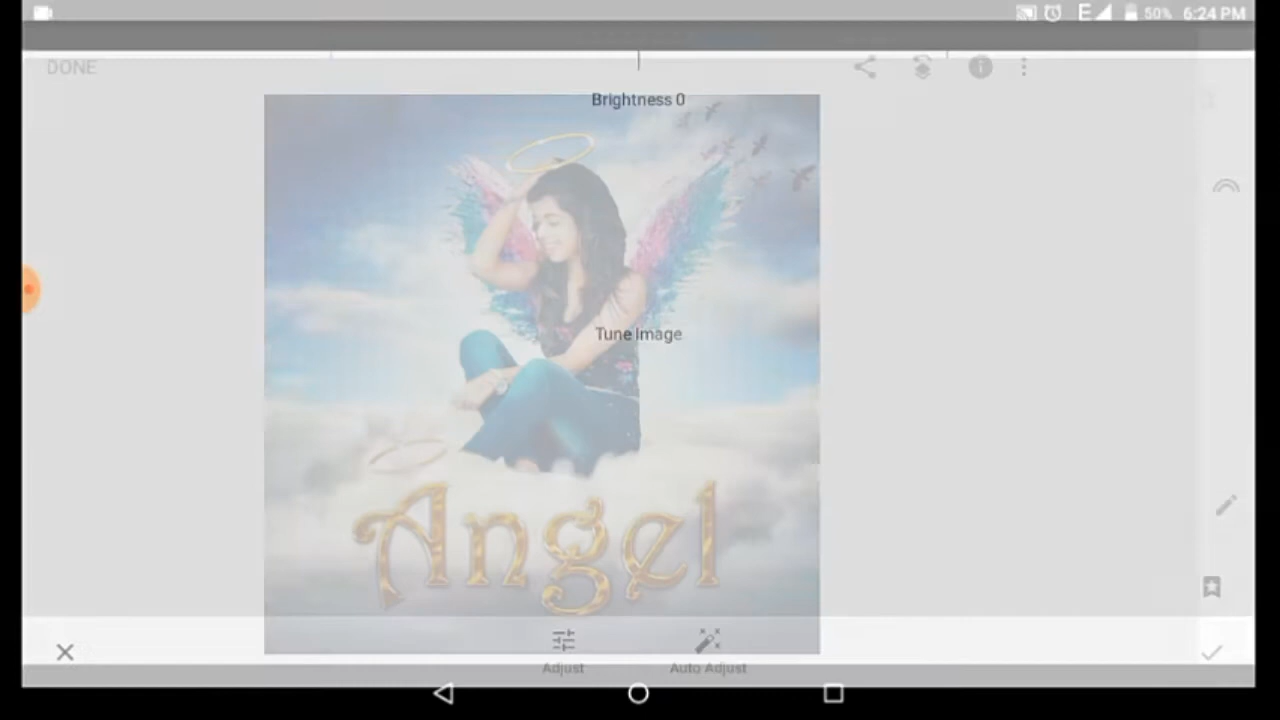 50% 6:24 PM
DONE
Brightness 0
Tune Image
Angel
Adjust
Auto Adjust